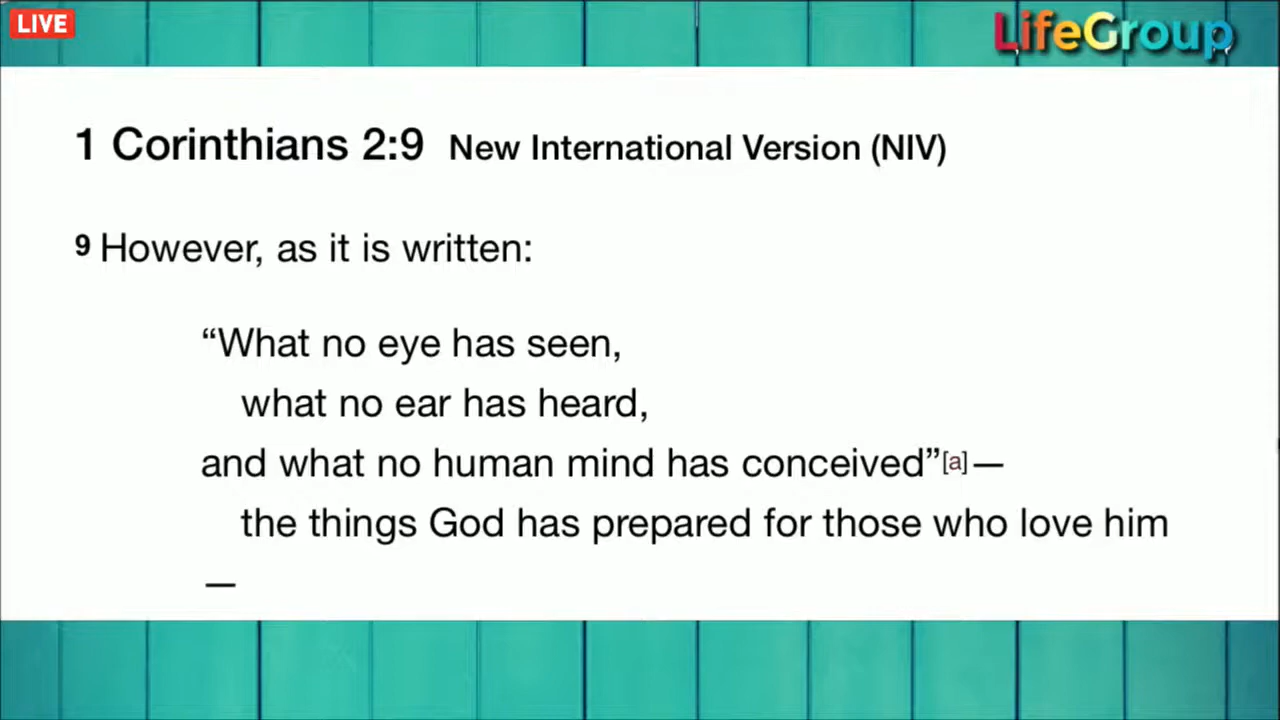 LIVE
LifeGroup
1 Corinthians 2:9 New International Version (NIV)
9 However, as it is written:
“What no eye has seen,
what no ear has heard,
and what no human mind has conceived”[a]—
the things God has prepared for those who love him
—